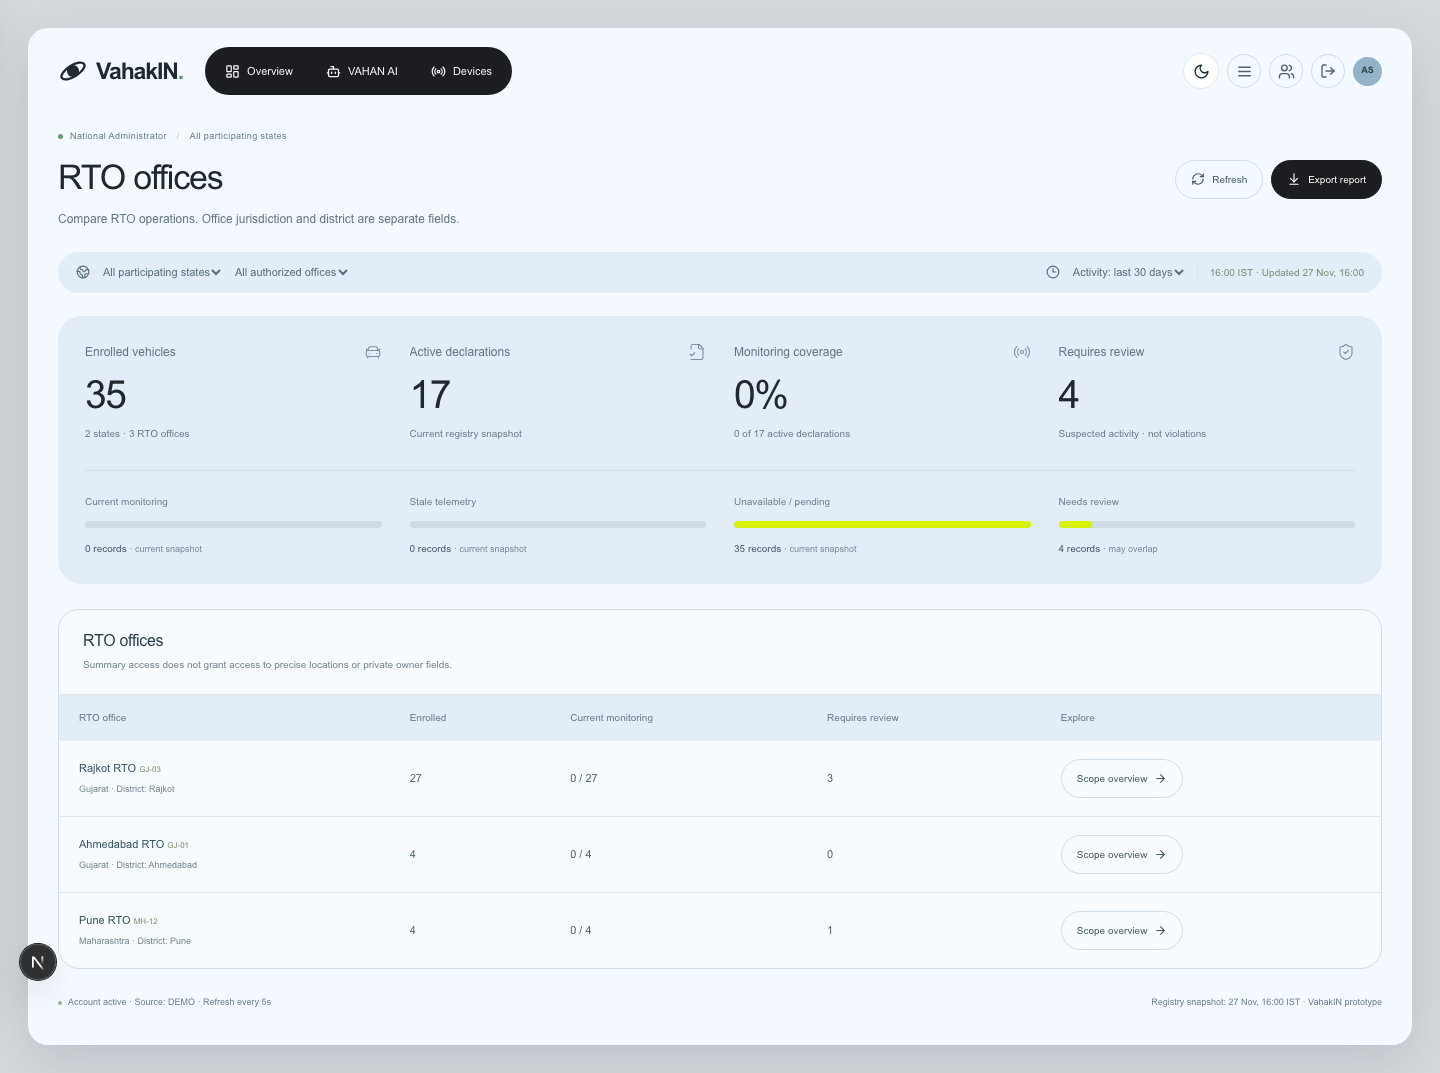 VahakIN.
Overview
VAHAN AI
Devices
AS
National Administrator / All participating states
RTO offices
Refresh
Export report
Compare RTO operations. Office jurisdiction and district are separate fields.
All participating states
All authorized offices
Activity: last 30 days
16:00 IST · Updated 27 Nov, 16:00
Enrolled vehicles
35
2 states · 3 RTO offices
Active declarations
17
Current registry snapshot
Monitoring coverage
0%
0 of 17 active declarations
Requires review
4
Suspected activity · not violations
Current monitoring
0 records · current snapshot
Stale telemetry
0 records · current snapshot
Unavailable / pending
35 records · current snapshot
Needs review
4 records · may overlap
RTO offices
Summary access does not grant access to precise locations or private owner fields.
RTO office Enrolled Current monitoring Requires review Explore
Rajkot RTO GJ-03
Gujarat · District: Rajkot
27 0 / 27 3 Scope overview
Ahmedabad RTO GJ-01
Gujarat · District: Ahmedabad
4 0 / 4 0 Scope overview
Pune RTO MH-12
Maharashtra · District: Pune
4 0 / 4 1 Scope overview
N
Account active · Source: DEMO · Refresh every 5s
Registry snapshot: 27 Nov, 16:00 IST · VahakIN prototype